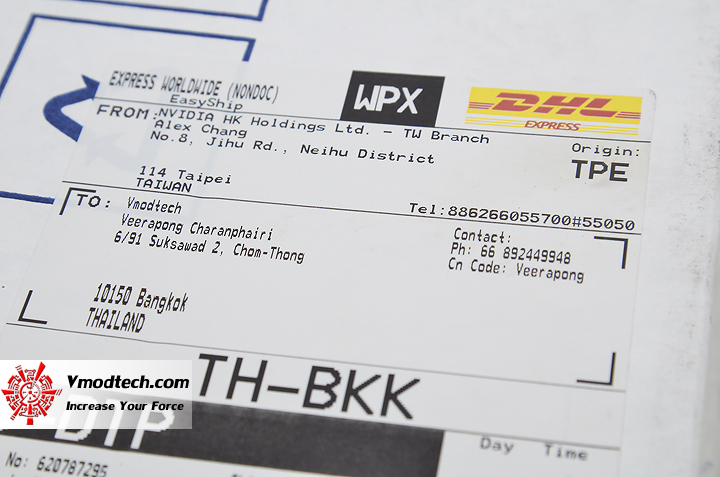 EXPRESS WORLDWIDE (NONDOC)
EasyShip
WPX
DHL
EXPRESS
FROM: NVIDIA HK Holdings Ltd. - TW Branch
Alex Chang
No.8, Jihu Rd., Neihu District
Origin:
TPE
114 Taipei
TAIWAN
Tel:886266055700#55050
TO: Vmodtech
Veerapong Charanphairi
6/91 Suksawad 2, Chom-Thong
Contact:
Ph: 66 892449948
Cn Code: Veerapong
10150 Bangkok
THAILAND
TH-BKK
Vmodtech.com
Increase Your Force
DTP
Day Time
No: 620787295